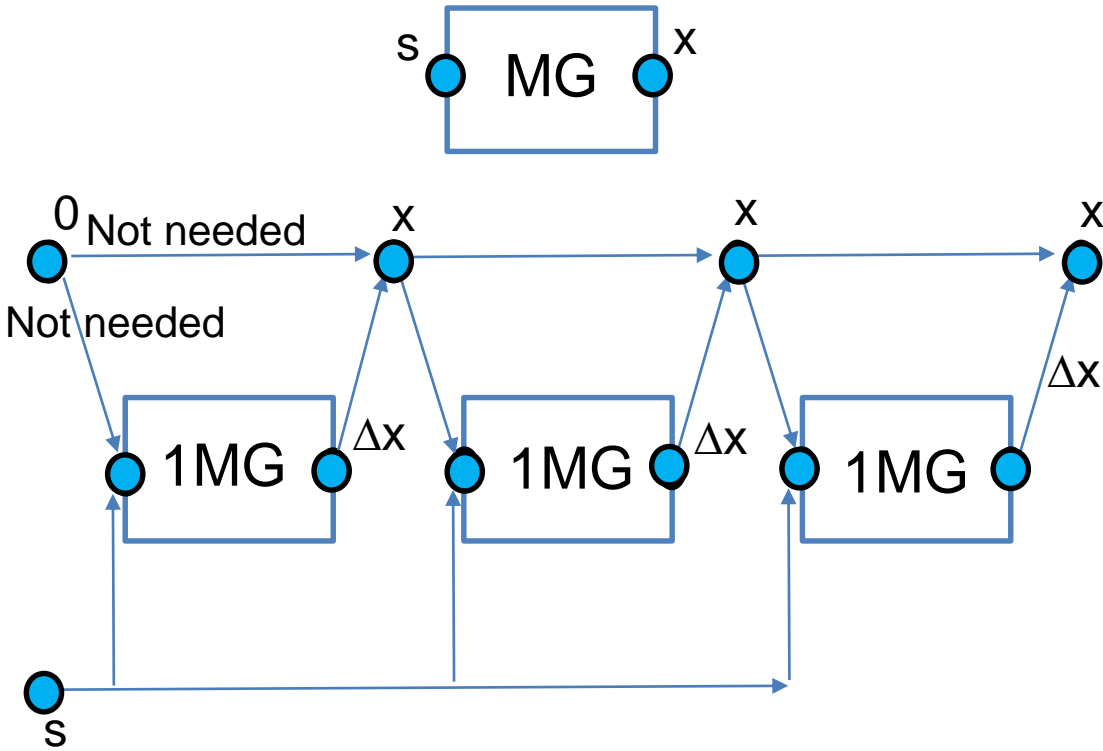 s
x
MG
0
Not needed
x
x
x
Not needed
Δx
1MG
Δx
1MG
Δx
1MG
s